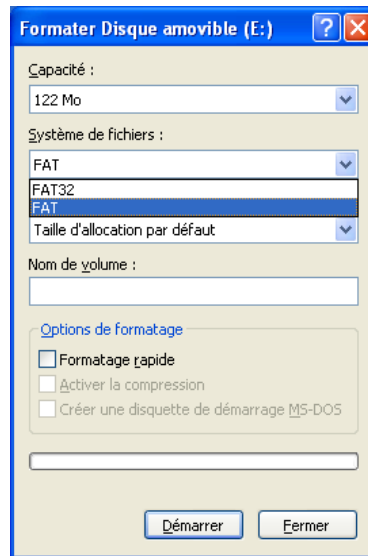 Formater Disque amovible (E:)
Capacité :
122 Mo
Système de fichiers :
FAT
FAT32
FAT
Taille d'allocation par défaut
Nom de volume :
Options de formatage
Formatage rapide
Activer la compression
Créer une disquette de démarrage MS-DOS
Démarrer
Fermer